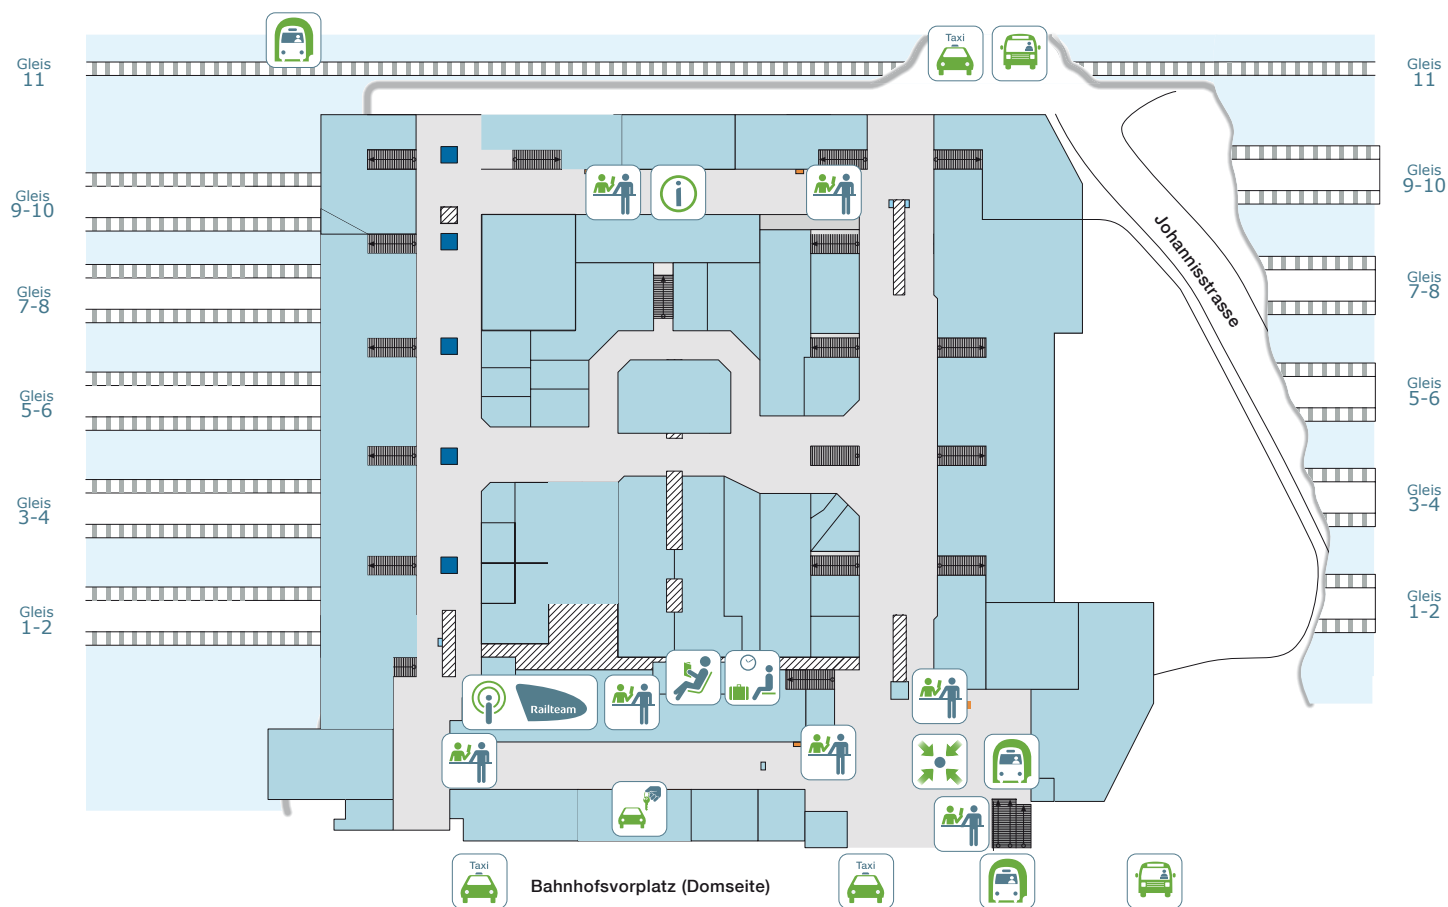 Taxi
Gleis
11
Gleis
11
Gleis
9-10
Gleis
9-10
Johannisstrasse
Gleis
7-8
Gleis
7-8
Gleis
5-6
Gleis
5-6
Gleis
3-4
Gleis
3-4
Gleis
1-2
Gleis
1-2
Railteam
Taxi
Bahnhofsvorplatz (Domseite)
Taxi